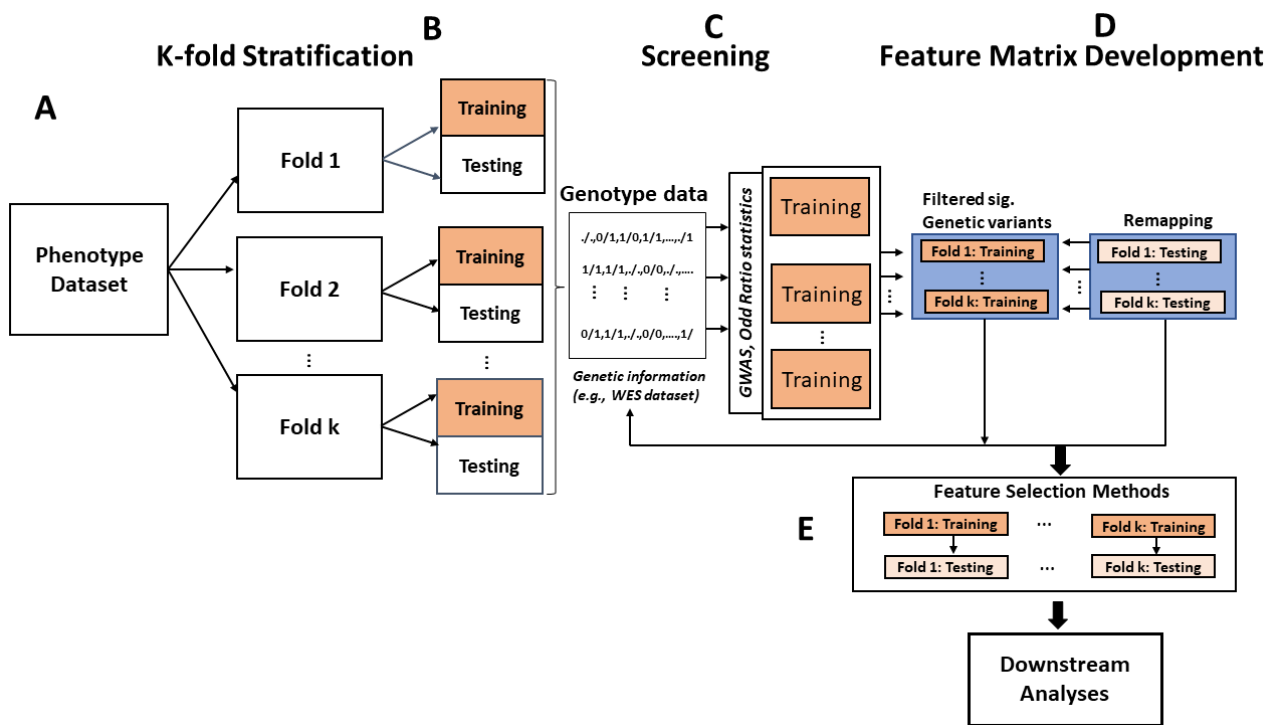 A
B
K-fold Stratification
C
Screening
D
Feature Matrix Development
Phenotype
Dataset
Fold 1
Fold 2
⋮
Fold k
Training
Testing
Training
Testing
⋮
Training
Testing
Genotype data
./.,0/1,1/0,1/1,...,./1
1/1,1/1,./.,0/0,./.,....
⋮ ⋮ ⋮
0/1,1/1,./.,0/0,....,1/
Genetic information
(e.g., WES dataset)
GWAS, Odd Ratio statistics
Training
Training
⋮
Training
⋮
Filtered sig.
Genetic variants
Fold 1: Training
⋮
Fold k: Training
⋮
Remapping
Fold 1: Testing
⋮
Fold k: Testing
E
Feature Selection Methods
Fold 1: Training ... Fold k: Training
Fold 1: Testing ... Fold k: Testing
Downstream
Analyses